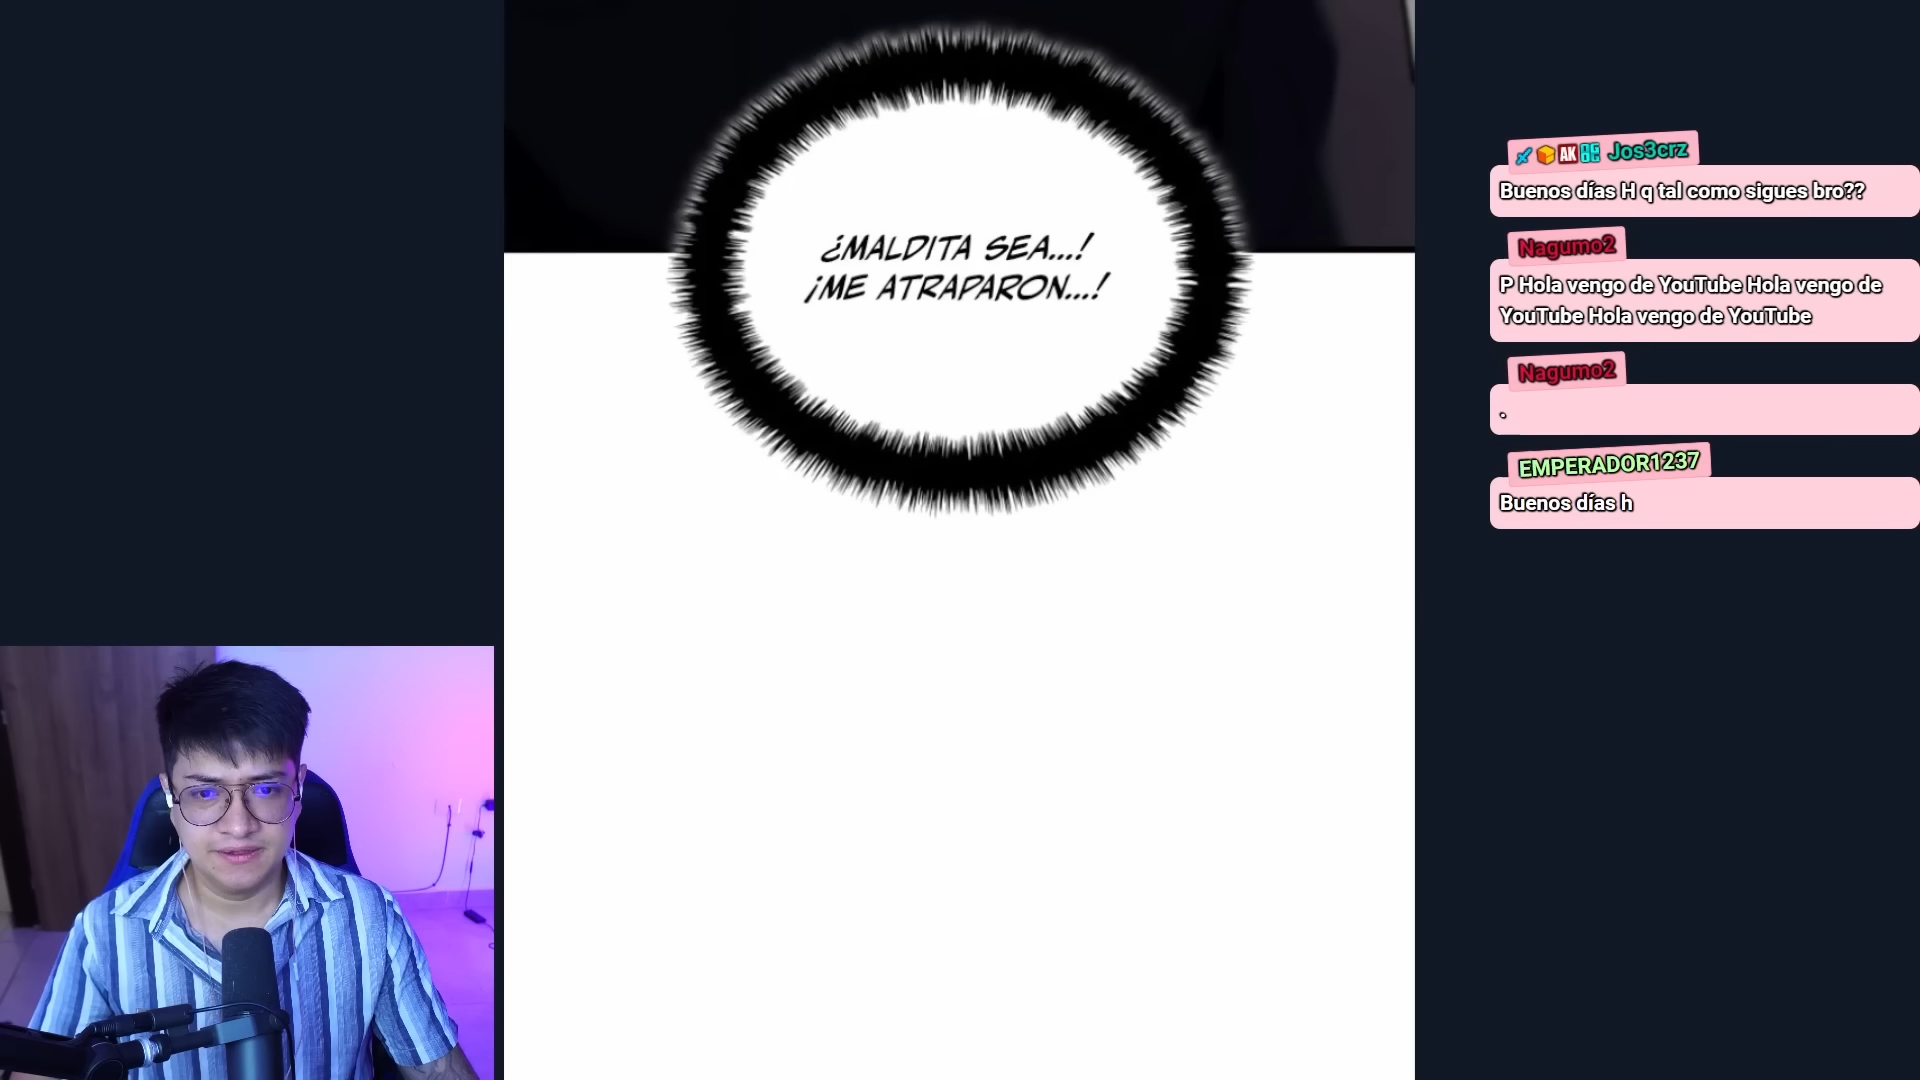 ¿MALDITA SEA...!
¡ME ATRAPARON...!
AK Jos3crz
Buenos días H q tal como sigues bro??
Nagumo2
P Hola vengo de YouTube Hola vengo de
YouTube Hola vengo de YouTube
Nagumo2
.
EMPERADOR1237
Buenos días h